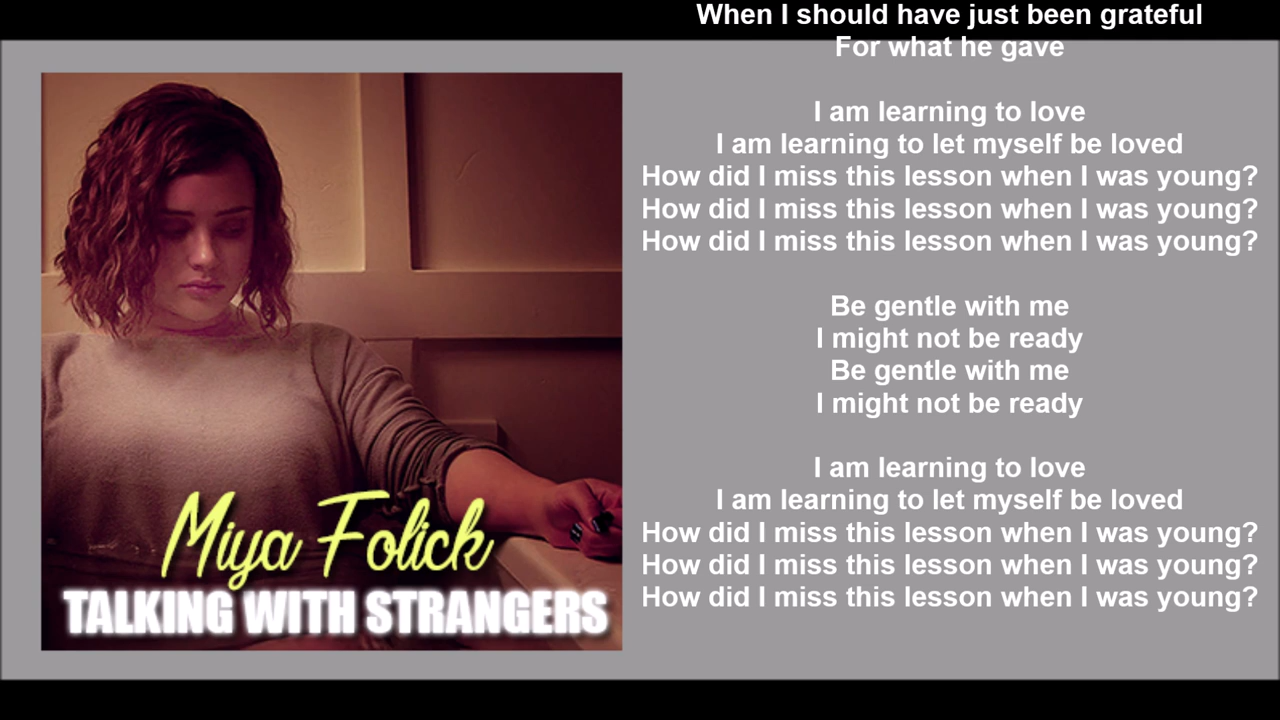 When I should have just been grateful
For what he gave
I am learning to love
I am learning to let myself be loved
How did I miss this lesson when I was young?
How did I miss this lesson when I was young?
How did I miss this lesson when I was young?
Be gentle with me
I might not be ready
Be gentle with me
I might not be ready
I am learning to love
I am learning to let myself be loved
How did I miss this lesson when I was young?
How did I miss this lesson when I was young?
How did I miss this lesson when I was young?
Miya Folick
TALKING WITH STRANGERS